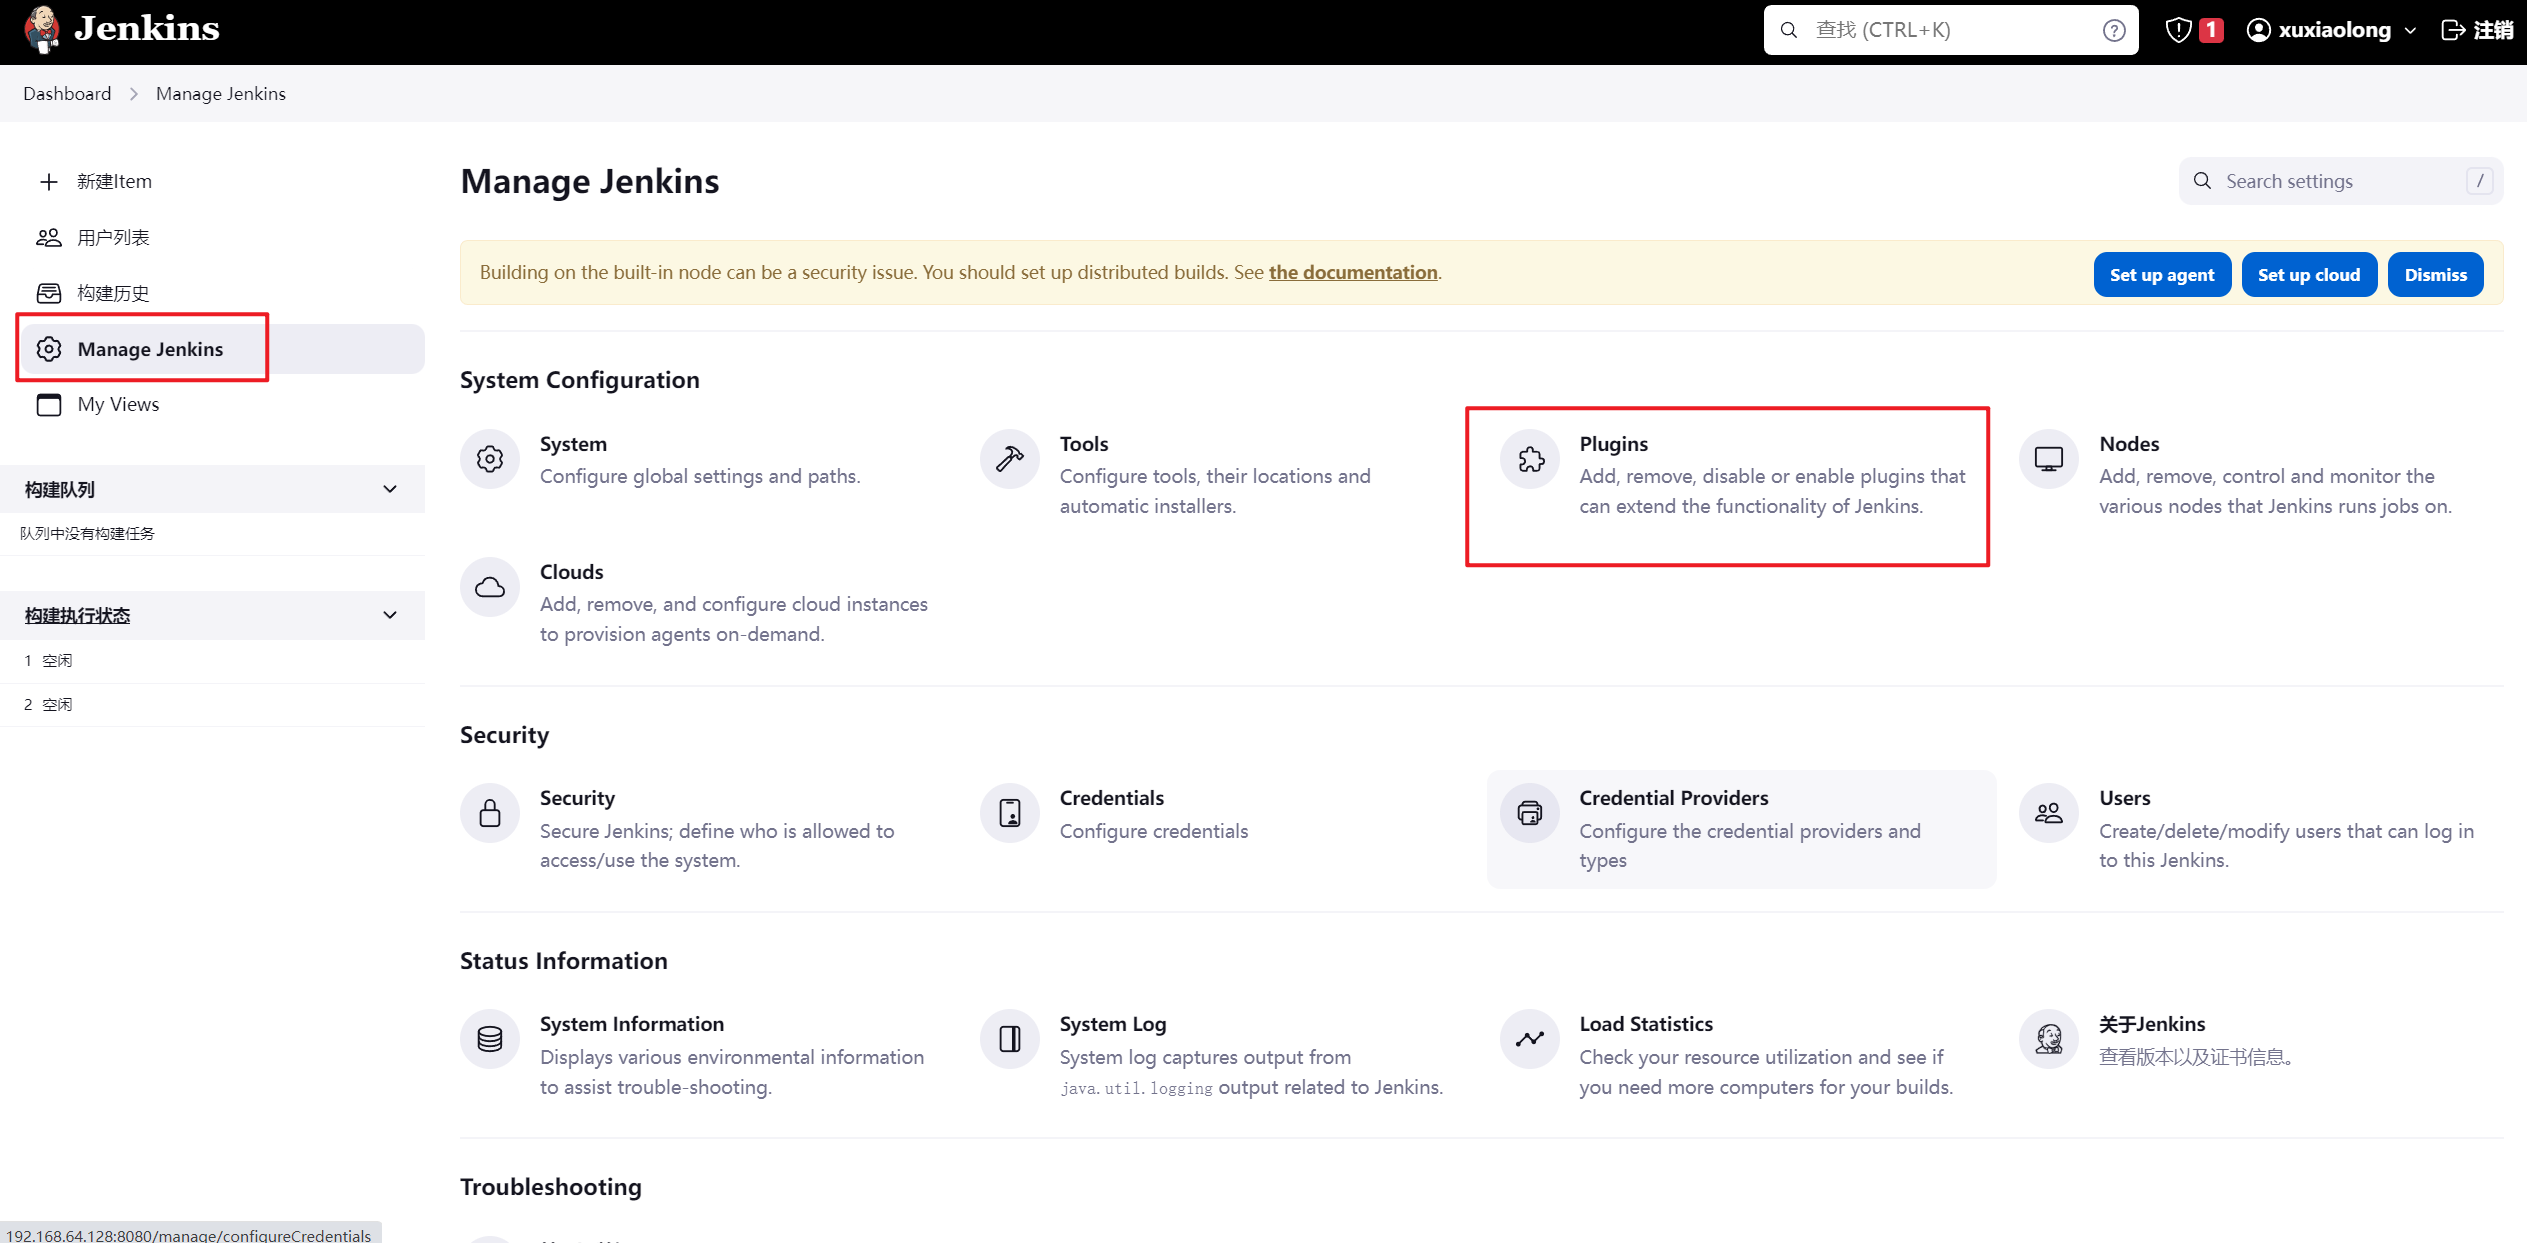 Jenkins
查找 (CTRL+K)
1
xuxiaolong
注销
Dashboard
Manage Jenkins
新建Item
用户列表
构建历史
Manage Jenkins
My Views
构建队列
队列中没有构建任务
构建执行状态
1 空闲
2 空闲
Manage Jenkins
Search settings
/
Building on the built-in node can be a security issue. You should set up distributed builds. See the documentation.
Set up agent
Set up cloud
Dismiss
System Configuration
System
Configure global settings and paths.
Tools
Configure tools, their locations and
automatic installers.
Plugins
Add, remove, disable or enable plugins that
can extend the functionality of Jenkins.
Nodes
Add, remove, control and monitor the
various nodes that Jenkins runs jobs on.
Clouds
Add, remove, and configure cloud instances
to provision agents on-demand.
Security
Security
Secure Jenkins; define who is allowed to
access/use the system.
Credentials
Configure credentials
Credential Providers
Configure the credential providers and
types
Users
Create/delete/modify users that can log in
to this Jenkins.
Status Information
System Information
Displays various environmental information
to assist trouble-shooting.
System Log
System log captures output from
java.util.logging output related to Jenkins.
Load Statistics
Check your resource utilization and see if
you need more computers for your builds.
关于Jenkins
查看版本以及证书信息。
Troubleshooting
192.168.64.128:8080/manage/configureCredentials